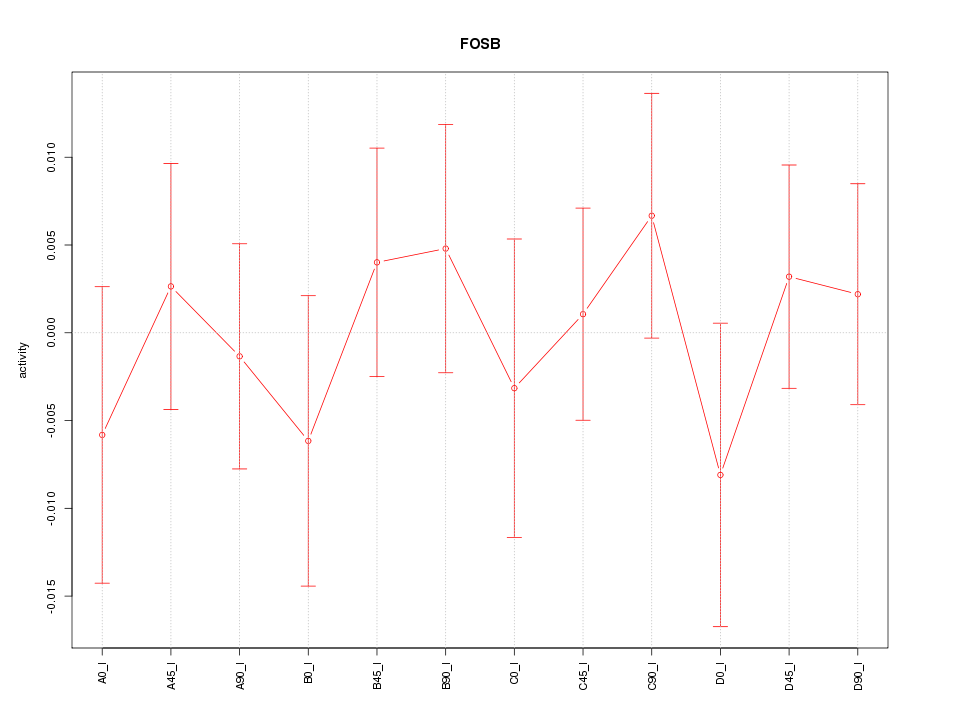 FOSB
activity
0.010
0.005
0.000
-0.005
-0.010
-0.015
A0_I
A45_I
A90_I
B0_I
B45_I
B90_I
C0_I
C45_I
C90_I
D0_I
D45_I
D90_I